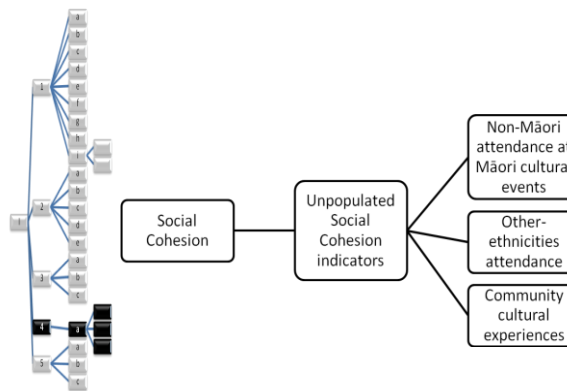 a
b
c
d
e
f
g
h
i
1
a
b
c
d
e
2
a
b
c
3
4
a
a
b
c
5
Social
Cohesion
Unpopulated
Social
Cohesion
indicators
Non-Māori
attendance at
Māori cultural
events
Other-
ethnicities
attendance
Community
cultural
experiences